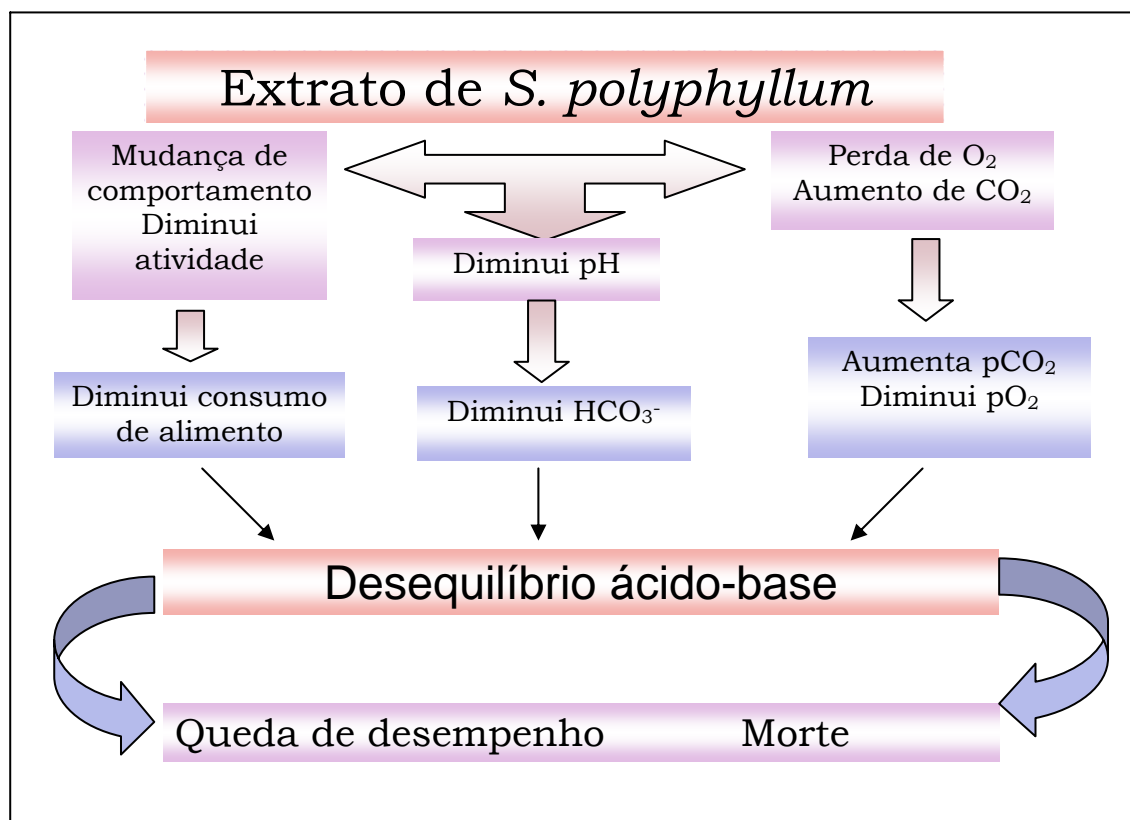 Extrato de S. polyphyllum
Mudança de
comportamento
Diminui
atividade
Diminui pH
Perda de O₂
Aumento de CO₂
Diminui consumo
de alimento
Diminui HCO₃⁻
Aumenta pCO₂
Diminui pO₂
Desequilíbrio ácido-base
Queda de desempenho Morte